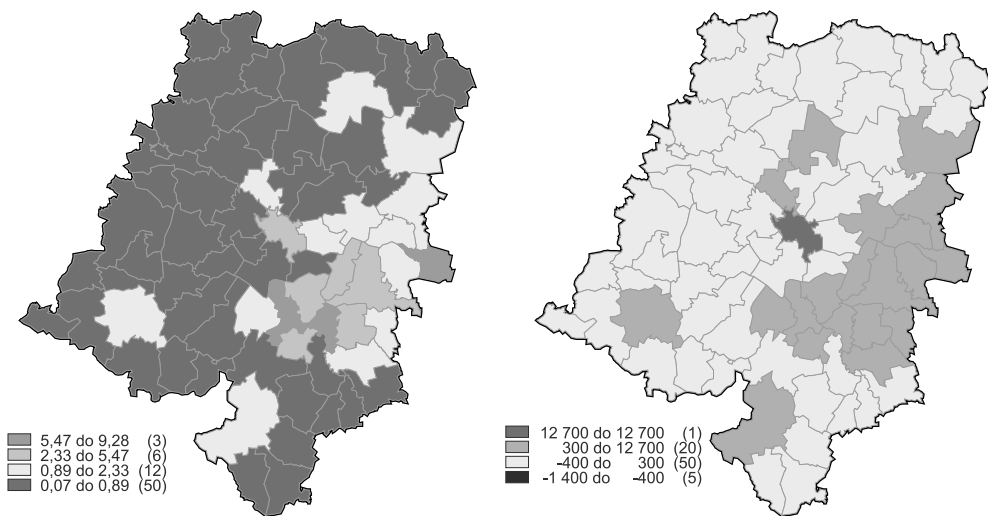 5,47 do 9,28 (3)
2,33 do 5,47 (6)
0,89 do 2,33 (12)
0,07 do 0,89 (50)
12 700 do 12 700 (1)
300 do 12 700 (20)
-400 do 300 (50)
-1 400 do -400 (5)